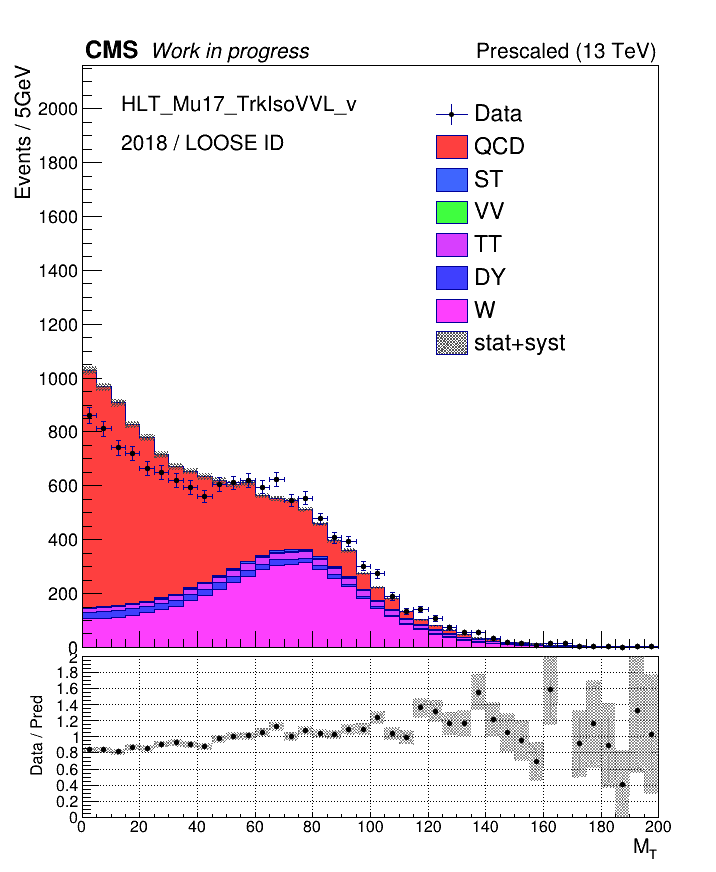 CMS Work in progress Prescaled (13 TeV)
Events / 5GeV
HLT_Mu17_TrkIsoVVL_v
2018 / LOOSE ID
Data
QCD
ST
VV
TT
DY
W
stat+syst
2000
1800
1600
1400
1200
1000
800
600
400
200
0
Data / Pred
2
1.8
1.6
1.4
1.2
1
0.8
0.6
0.4
0.2
0
0 20 40 60 80 100 120 140 160 180 200
M_T